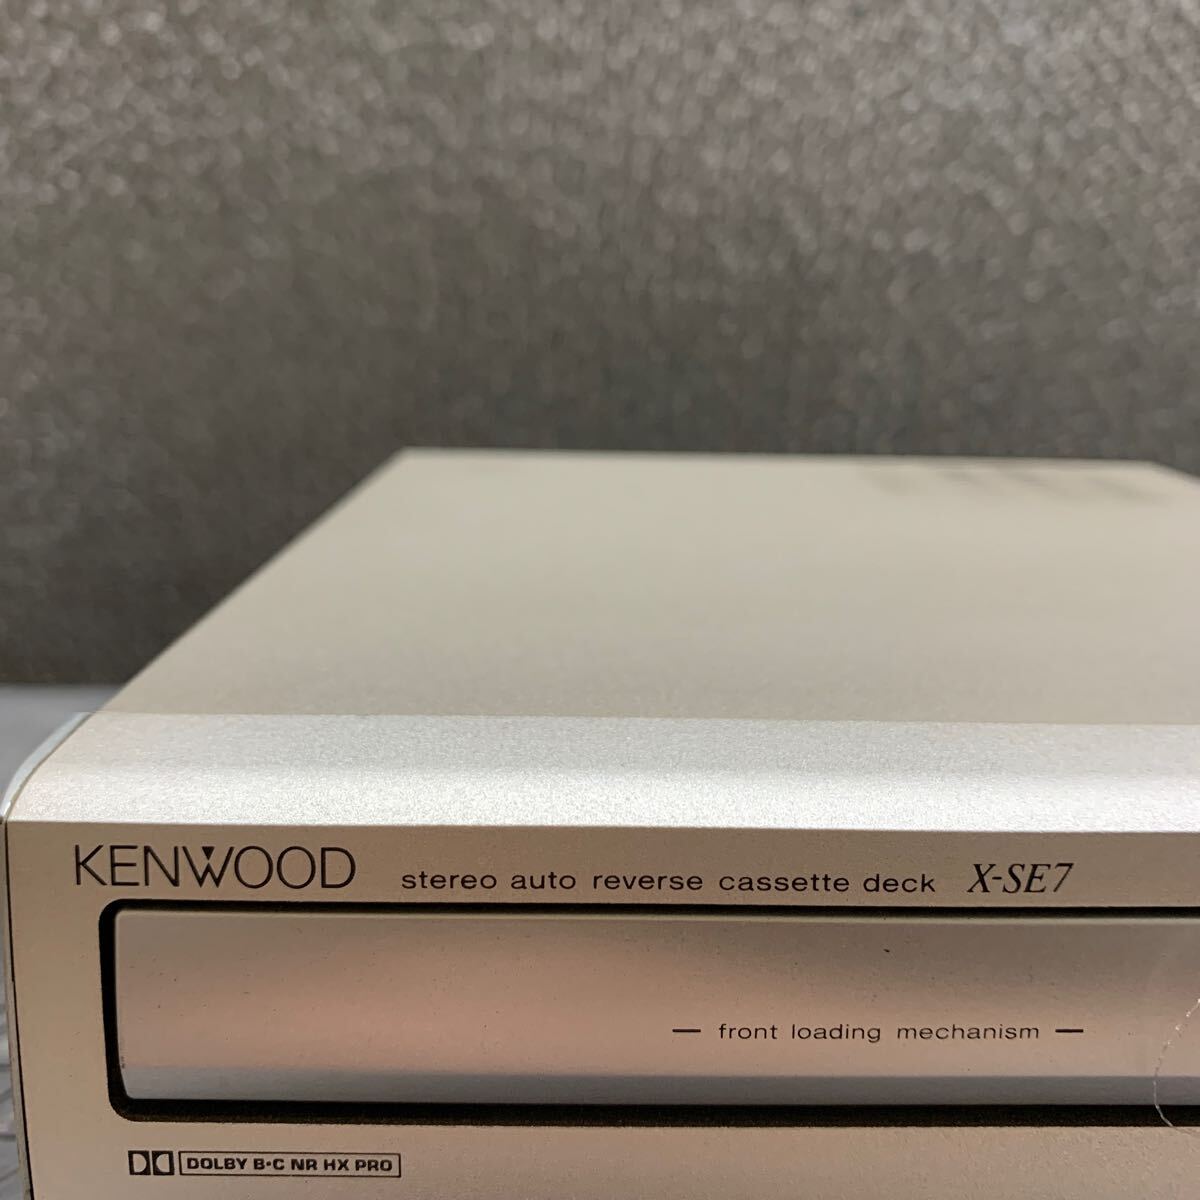 KENWOOD stereo auto reverse cassette deck X-SE7
— front loading mechanism —
DOLBY B·C NR HX PRO